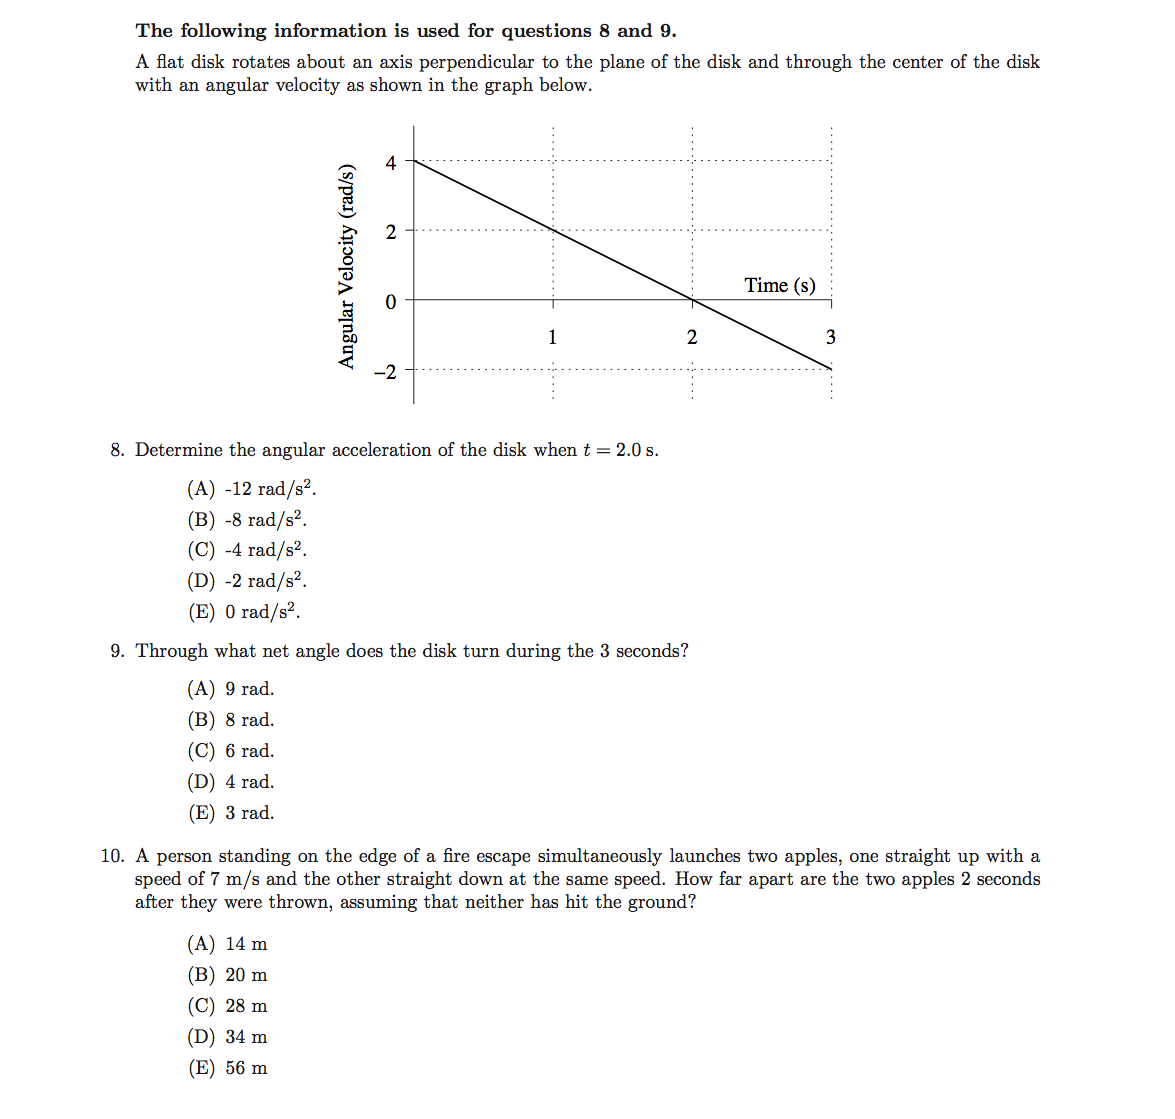 The following information is used for questions 8 and 9.
A flat disk rotates about an axis perpendicular to the plane of the disk and through the center of the disk
with an angular velocity as shown in the graph below.
Angular Velocity (rad/s)
4
2
0
−2
Time (s)
1
2
3
8. Determine the angular acceleration of the disk when t = 2.0 s.
(A) -12 rad/s².
(B) -8 rad/s².
(C) -4 rad/s².
(D) -2 rad/s².
(E) 0 rad/s².
9. Through what net angle does the disk turn during the 3 seconds?
(A) 9 rad.
(B) 8 rad.
(C) 6 rad.
(D) 4 rad.
(E) 3 rad.
10. A person standing on the edge of a fire escape simultaneously launches two apples, one straight up with a
speed of 7 m/s and the other straight down at the same speed. How far apart are the two apples 2 seconds
after they were thrown, assuming that neither has hit the ground?
(A) 14 m
(B) 20 m
(C) 28 m
(D) 34 m
(E) 56 m